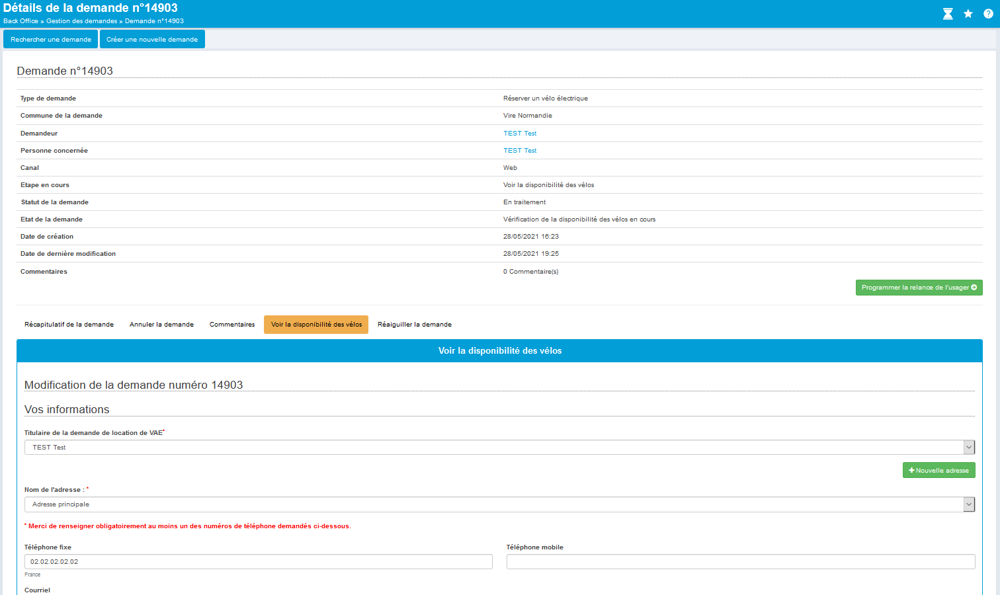 Détails de la demande n°14903
Back Office » Gestion des demandes » Demande n°14903
Rechercher une demande Créer une nouvelle demande
Demande n°14903
Type de demande Réserver un vélo électrique
Commune de la demande Vire Normandie
Demandeur TEST Test
Personne concernée TEST Test
Canal Web
Etape en cours Voir la disponibilité des vélos
Statut de la demande En traitement
Etat de la demande Vérification de la disponibilité des vélos en cours
Date de création 28/05/2021 16:23
Date de dernière modification 28/05/2021 19:25
Commentaires 0 Commentaire(s)
Programmer la relance de l'usager
Récapitulatif de la demande Annuler la demande Commentaires Voir la disponibilité des vélos Réaiguiller la demande
Voir la disponibilité des vélos
Modification de la demande numéro 14903
Vos informations
Titulaire de la demande de location de VAE*
TEST Test
Nouvelle adresse
Nom de l'adresse : *
Adresse principale
* Merci de renseigner obligatoirement au moins un des numéros de téléphone demandés ci-dessous.
Téléphone fixe Téléphone mobile
02.02.02.02.02
France
Courriel